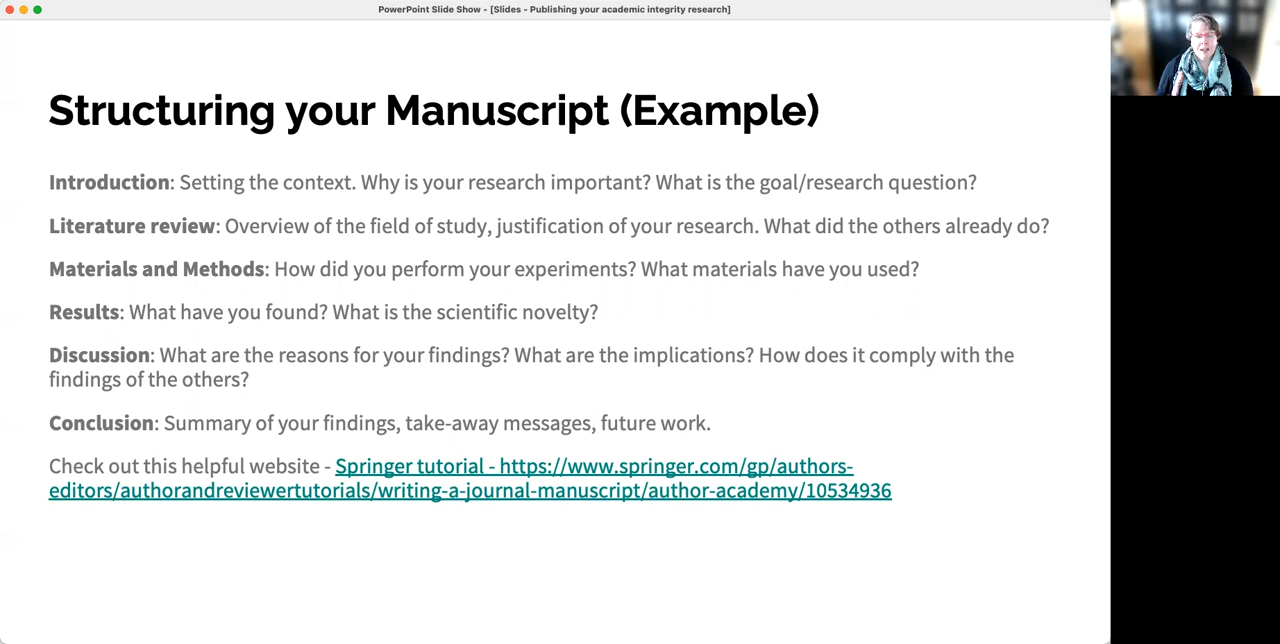 PowerPoint Slide Show - [Slides - Publishing your academic integrity research]
Structuring your Manuscript (Example)
Introduction: Setting the context. Why is your research important? What is the goal/research question?
Literature review: Overview of the field of study, justification of your research. What did the others already do?
Materials and Methods: How did you perform your experiments? What materials have you used?
Results: What have you found? What is the scientific novelty?
Discussion: What are the reasons for your findings? What are the implications? How does it comply with the
findings of the others?
Conclusion: Summary of your findings, take-away messages, future work.
Check out this helpful website - Springer tutorial - https://www.springer.com/gp/authors-
editors/authorandreviewertutorials/writing-a-journal-manuscript/author-academy/10534936